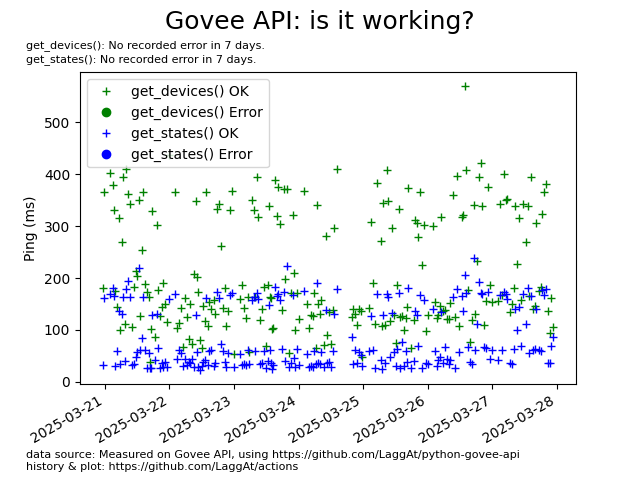 Govee API: is it working?
get_devices(): No recorded error in 7 days.
get_states(): No recorded error in 7 days.
get_devices() OK
get_devices() Error
get_states() OK
get_states() Error
Ping (ms)
500
400
300
200
100
0
2025-03-21
2025-03-22
2025-03-23
2025-03-24
2025-03-25
2025-03-26
2025-03-27
2025-03-28
data source: Measured on Govee API, using https://github.com/LaggAt/python-govee-api
history & plot: https://github.com/LaggAt/actions